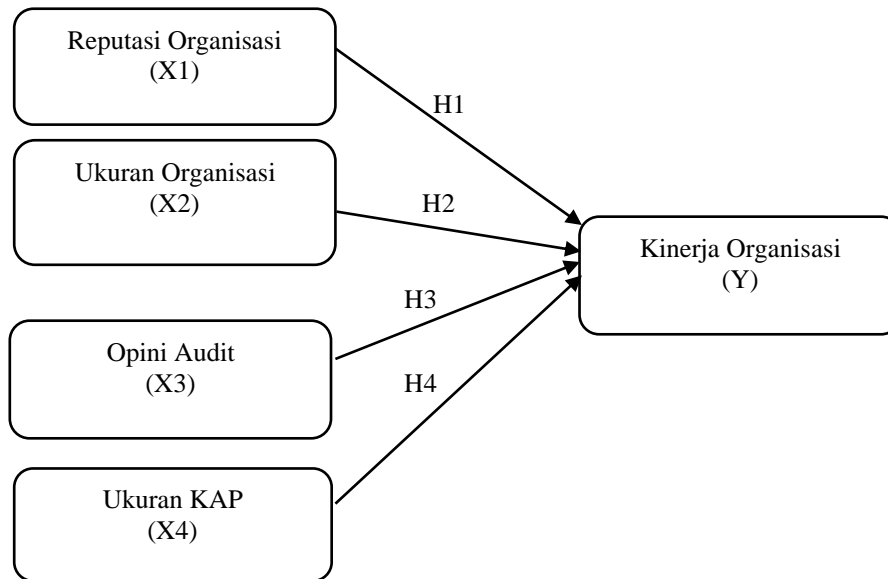 Reputasi Organisasi
(X1)
H1
Ukuran Organisasi
(X2)
H2
Kinerja Organisasi
(Y)
H3
Opini Audit
(X3)
H4
Ukuran KAP
(X4)